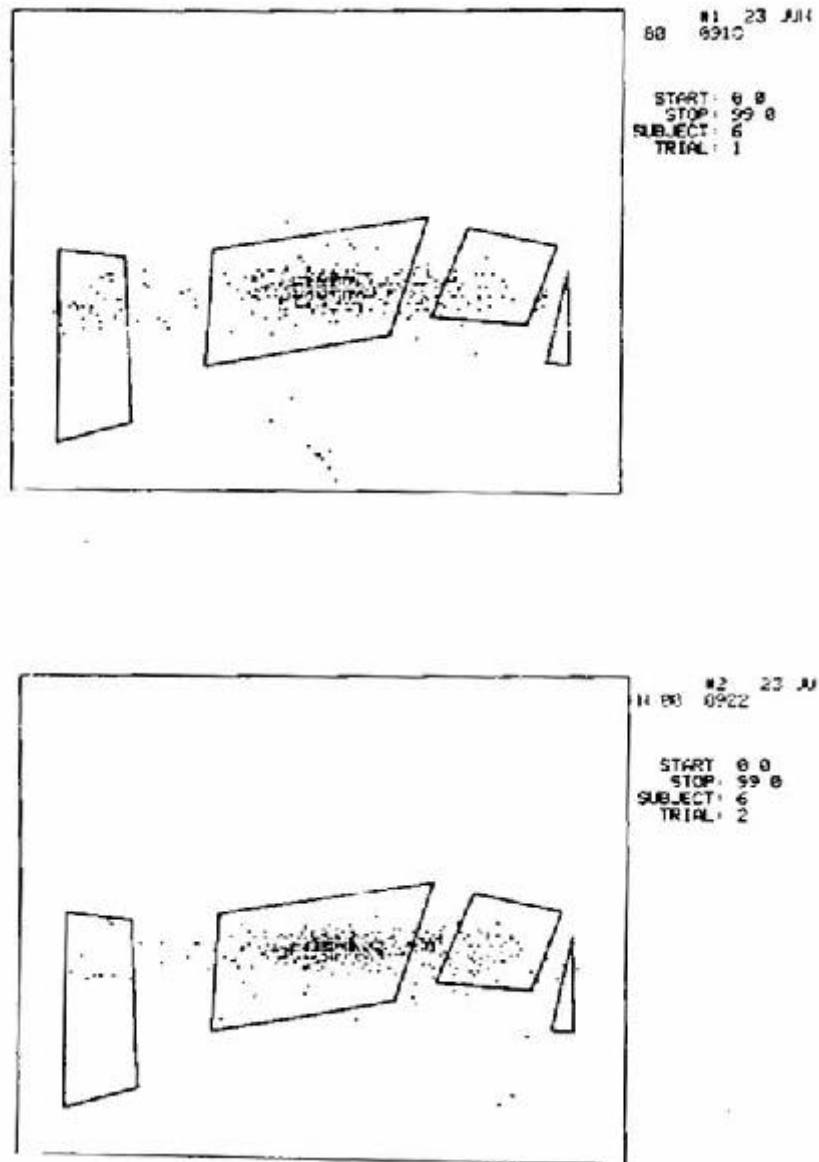 #1 23 JUN
80 0910
START: 0 0
STOP: 99 0
SUBJECT: 6
TRIAL: 1
#2 23 JU
N 80 0922
START 0 0
STOP: 99 0
SUBJECT: 6
TRIAL: 2